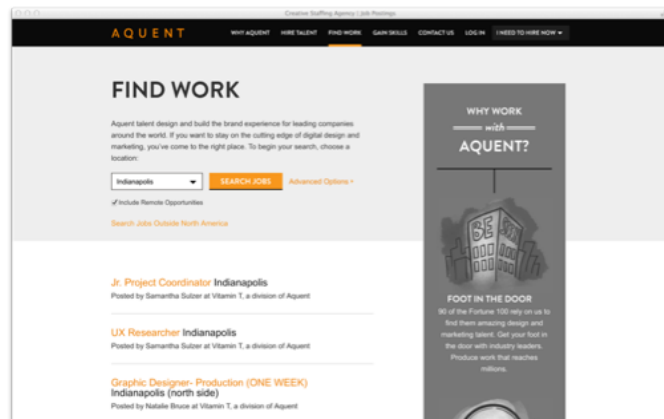 Creative Staffing Agency | Job Postings
AQUENT
WHY AQUENT HIRE TALENT FIND WORK GAIN SKILLS CONTACT US LOG IN I NEED TO HIRE NOW
FIND WORK
Aquent talent design and build the brand experience for leading companies
around the world. If you want to stay on the cutting edge of digital design and
marketing, you've come to the right place. To begin your search, choose a
location:
Indianapolis SEARCH JOBS Advanced Options >
Include Remote Opportunities
Search Jobs Outside North America
Jr. Project Coordinator Indianapolis
Posted by Samantha Sulzer at Vitamin T, a division of Aquent
UX Researcher Indianapolis
Posted by Samantha Sulzer at Vitamin T, a division of Aquent
Graphic Designer- Production (ONE WEEK)
Indianapolis (north side)
Posted by Natalie Bruce at Vitamin T, a division of Aquent
WHY WORK
with
AQUENT?
BE
FOOT IN THE DOOR
90 of the Fortune 100 rely on us to
find them amazing design and
marketing talent. Get your foot in
the door with industry leaders.
Produce work that reaches
millions.